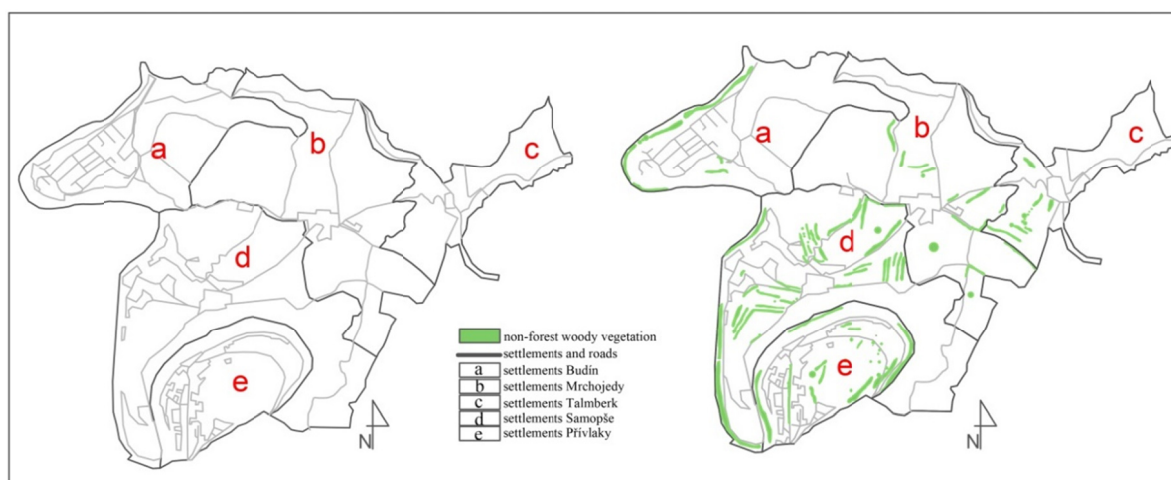 a
b
c
d
e
non-forest woody vegetation
settlements and roads
a settlements Budín
b settlements Mrchojedy
c settlements Talmberk
d settlements Samopše
e settlements Přívlaky
N
a
b
c
d
e
N